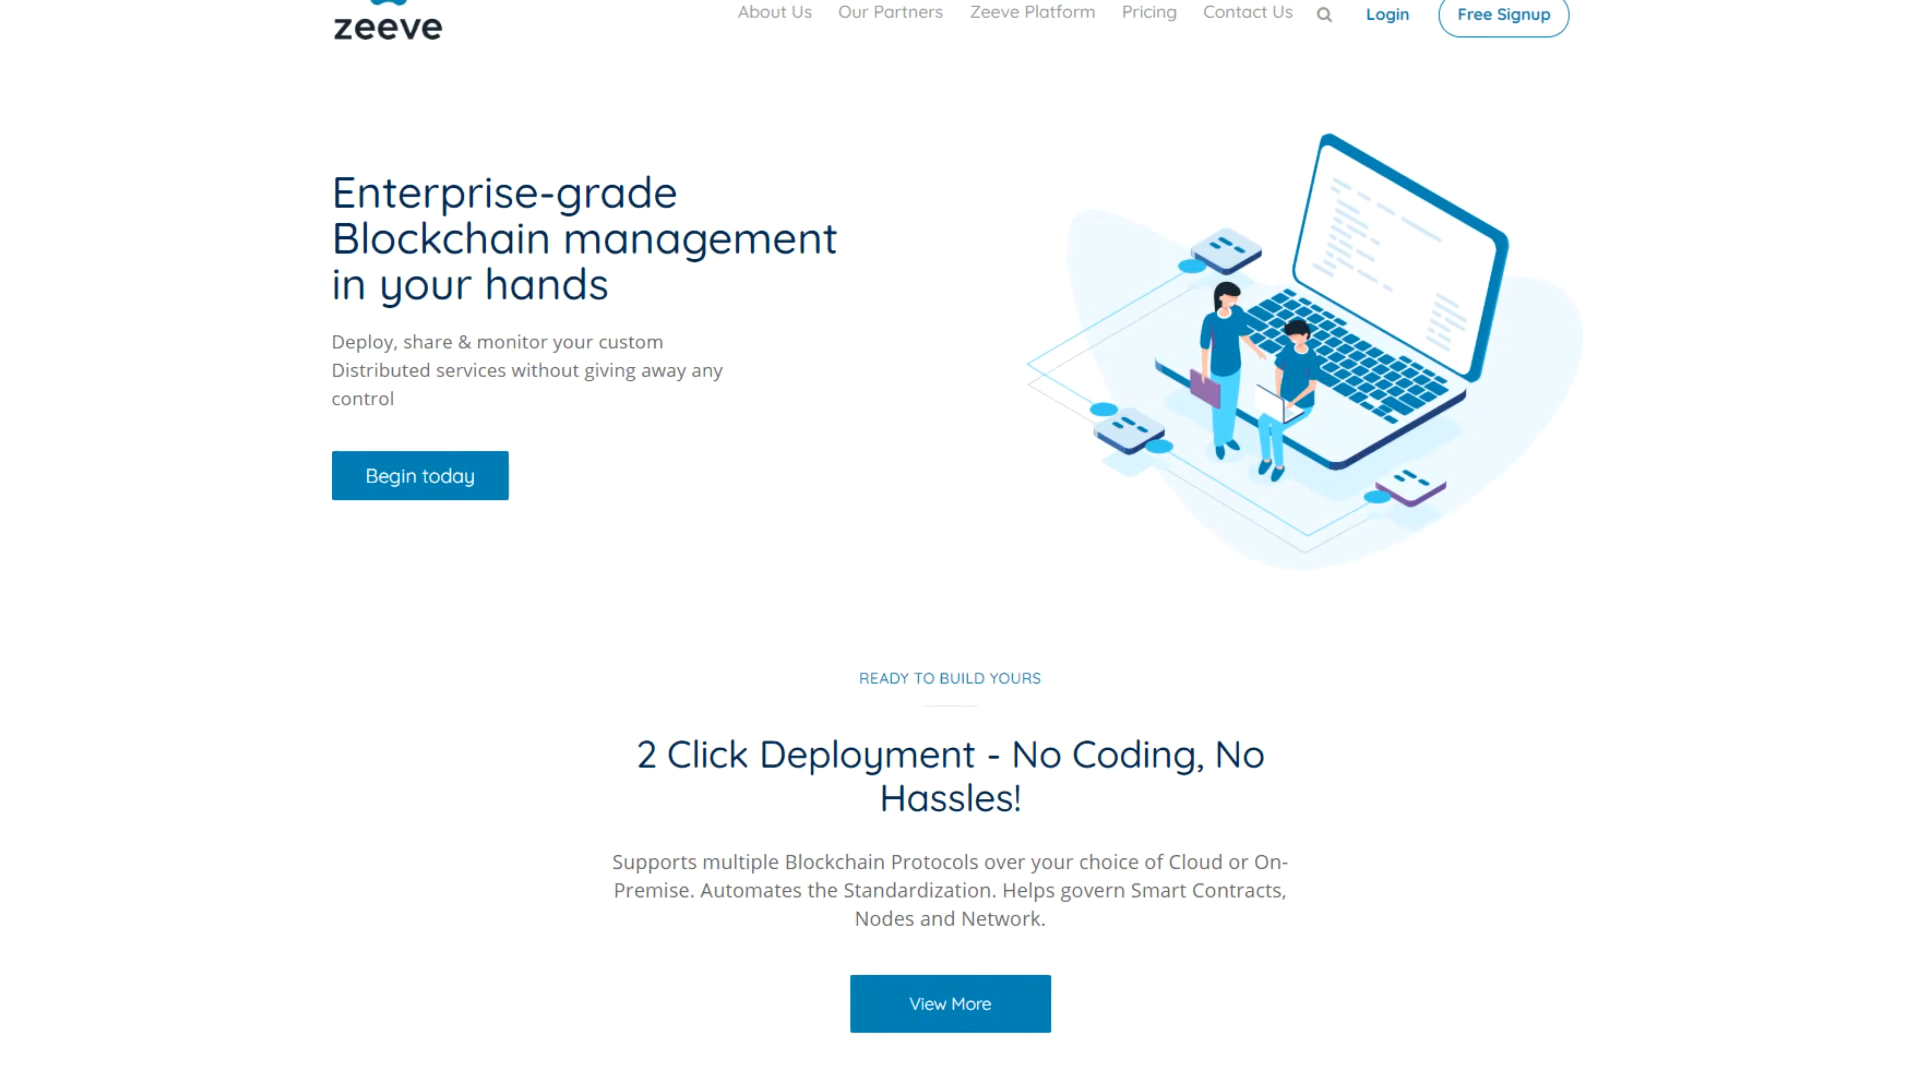 zeeve
About Us Our Partners Zeeve Platform Pricing Contact Us Login Free Signup
Enterprise-grade
Blockchain management
in your hands
Deploy, share & monitor your custom
Distributed services without giving away any
control
Begin today
READY TO BUILD YOURS
2 Click Deployment - No Coding, No
Hassles!
Supports multiple Blockchain Protocols over your choice of Cloud or On-
Premise. Automates the Standardization. Helps govern Smart Contracts,
Nodes and Network.
View More